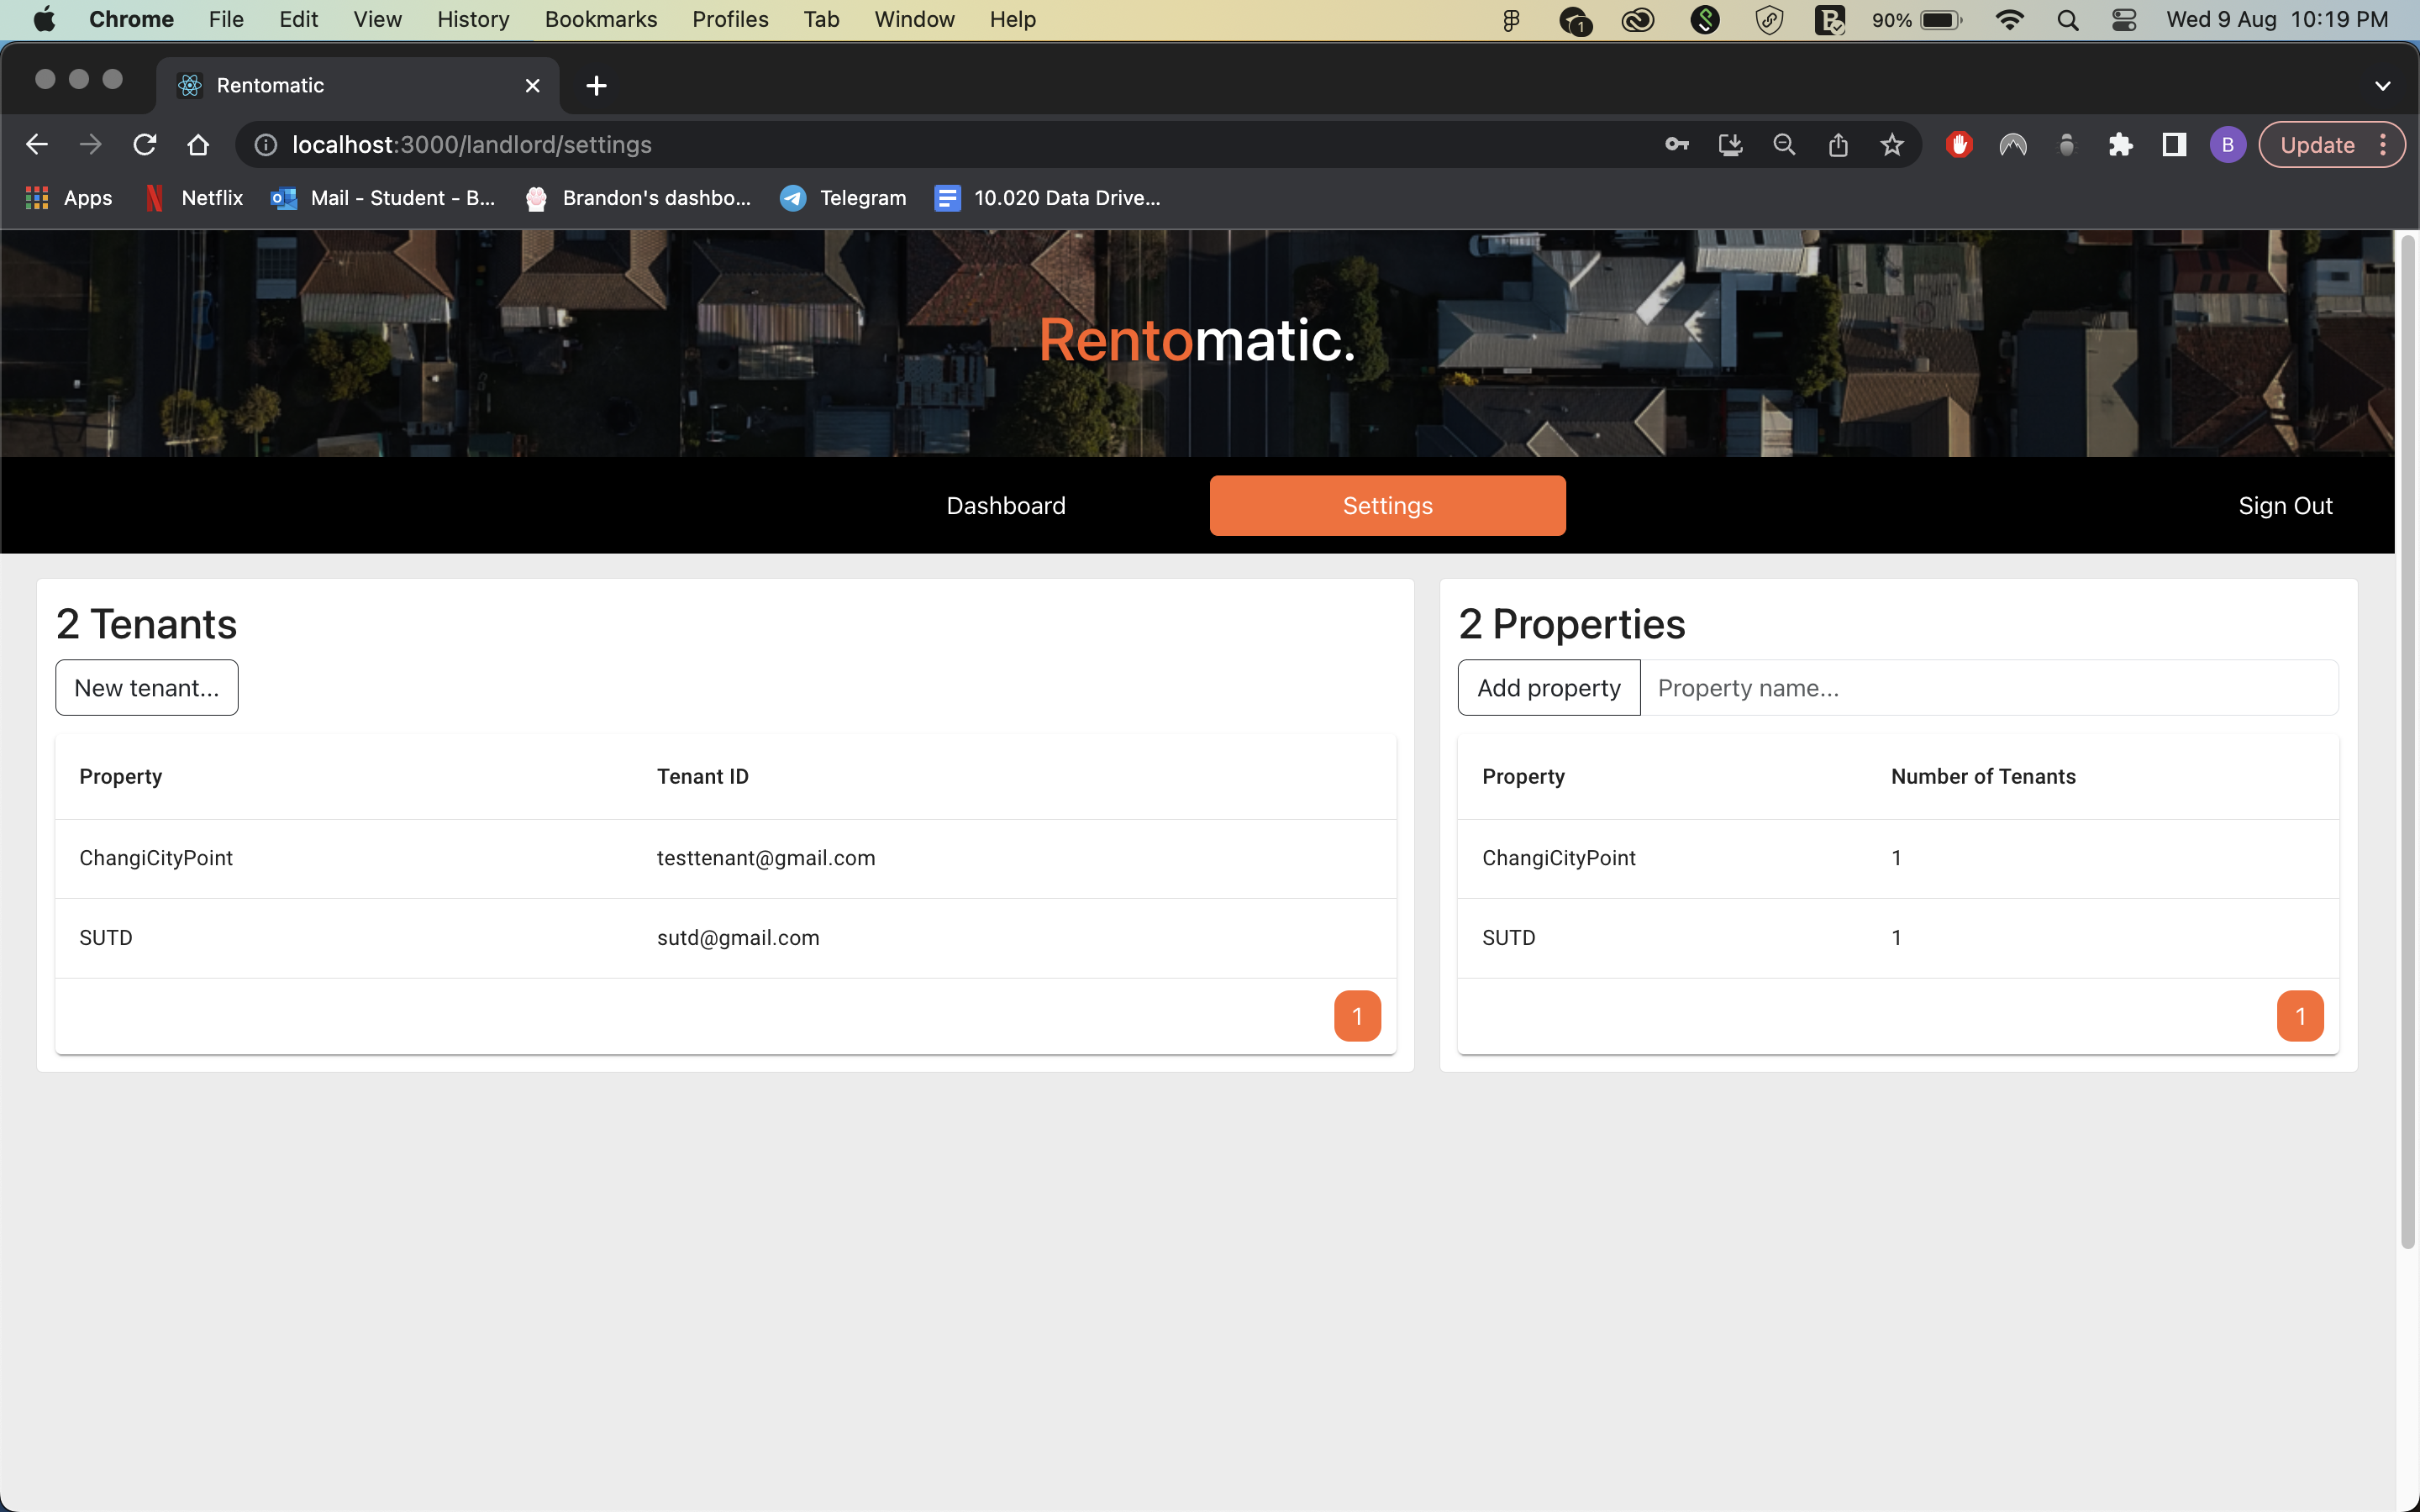 Chrome File Edit View History Bookmarks Profiles Tab Window Help 1 90% Wed 9 Aug 10:19 PM
Rentomatic
localhost:3000/landlord/settings B Update
Apps Netflix Mail - Student - B... Brandon's dashbo... Telegram 10.020 Data Drive...
Rentomatic.
Dashboard Settings Sign Out
2 Tenants
New tenant...
Property Tenant ID
ChangiCityPoint testtenant@gmail.com
SUTD sutd@gmail.com
1
2 Properties
Add property Property name...
Property Number of Tenants
ChangiCityPoint 1
SUTD 1
1